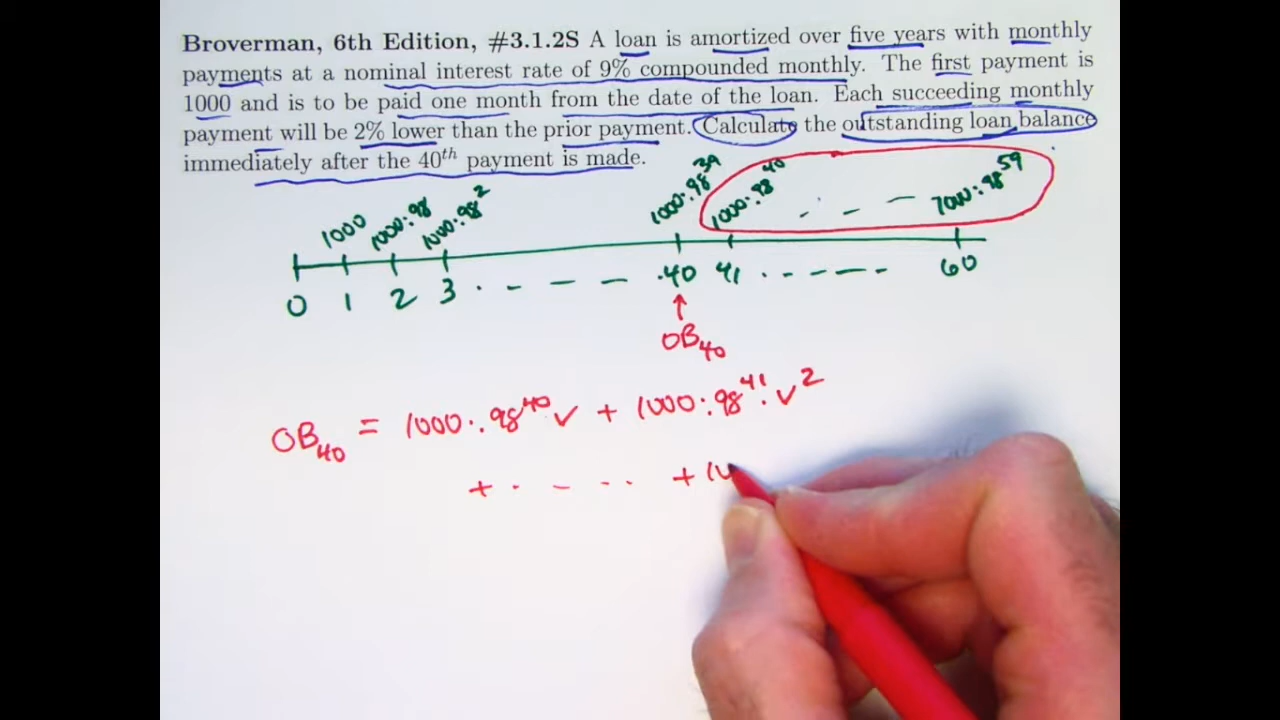 Broverman, 6th Edition, #3.1.2S A loan is amortized over five years with monthly
payments at a nominal interest rate of 9% compounded monthly. The first payment is
1000 and is to be paid one month from the date of the loan. Each succeeding monthly
payment will be 2% lower than the prior payment. Calculate the outstanding loan balance
immediately after the 40th payment is made.
1000 1000·.98 1000·.98² 1000·.98³⁹ 1000·.98⁴⁰ . – – 1000·.98⁵⁹
0 1 2 3 · – – – – ·40 41 · – – – – – 60
↑
OB₄₀
OB₄₀ = 1000·.98⁴⁰v + 1000·.98⁴¹·v²
+ · – · · + 10